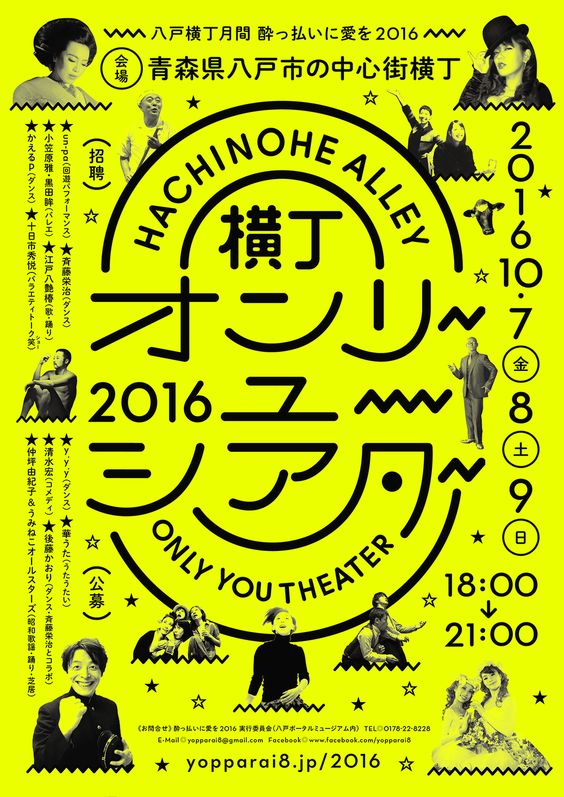 八戸横丁月間 酔っ払いに愛を2016
会場
青森県八戸市の中心街横丁
HACHINOHE ALLEY
横丁
オンリー
2016 ユー
シアター
ONLY YOU THEATER
2016
10・7 金
8 土
9 日
18:00
↓
21:00
(招聘)
★un-pa(回遊パフォーマンス) ★斉藤栄治(ダンス)
★小笠原雅・黒田眸(バレエ) ★江戸八艶椿(歌・踊り)
★かえるP(ダンス) ★十日市秀悦(バラエティトーク笑ショー)
(公募)
★y.y.y(ダンス) ★華うた(うたうたい)
★清水宏(コメディ) ★後藤かおり(ダンス・斉藤栄治とコラボ)
★仲坪由紀子&うみねこオールスターズ(昭和歌謡・踊り・芝居)
《お問合せ》酔っ払いに愛を2016 実行委員会(八戸ポータルミュージアム内) TEL◎0178-22-8228
E-Mail◎yopparai8@gmail.com Facebook◎www.facebook.com/yopparai8
yopparai8.jp/2016